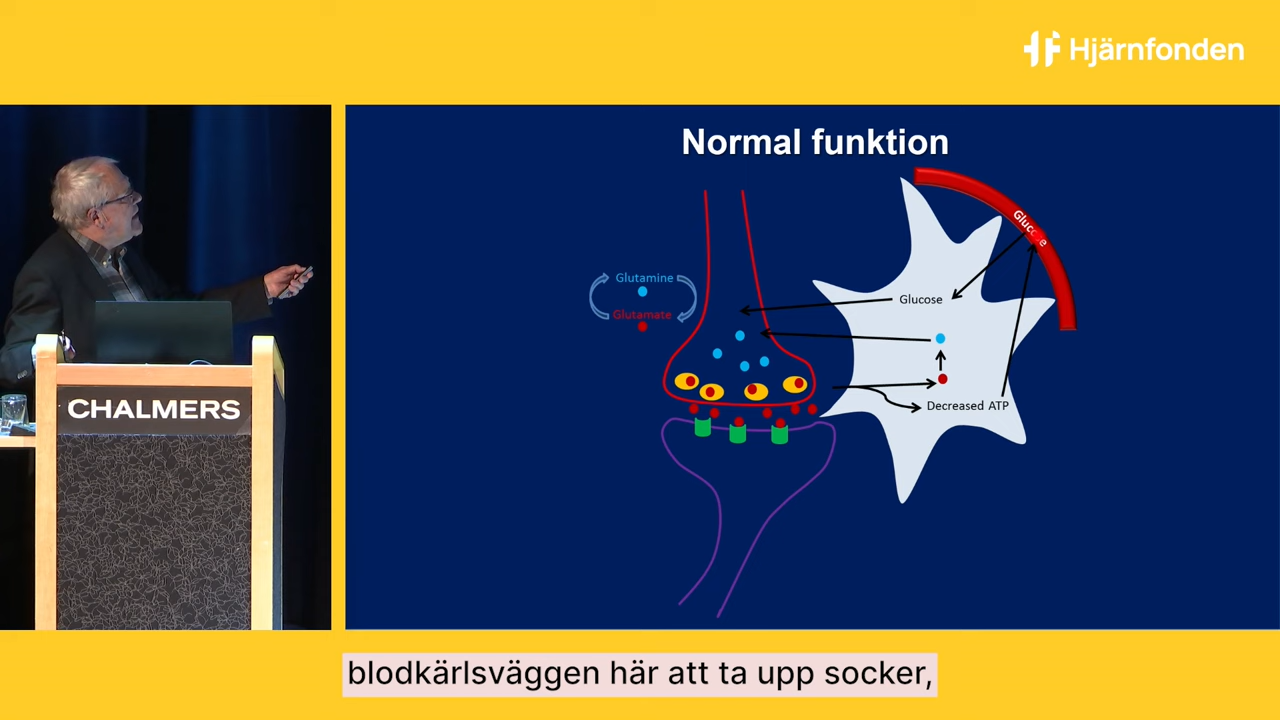 Hjärnfonden
Normal funktion
Glucose
Glutamine
Glutamate
Glucose
Decreased ATP
CHALMERS
blodkärlsväggen här att ta upp socker,